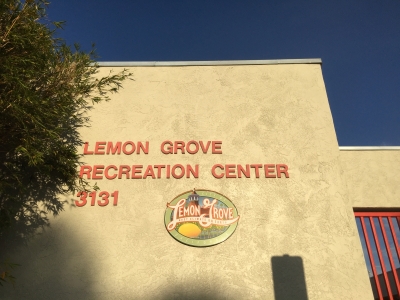 LEMON GROVE
RECREATION CENTER
3131
LEMON GROVE